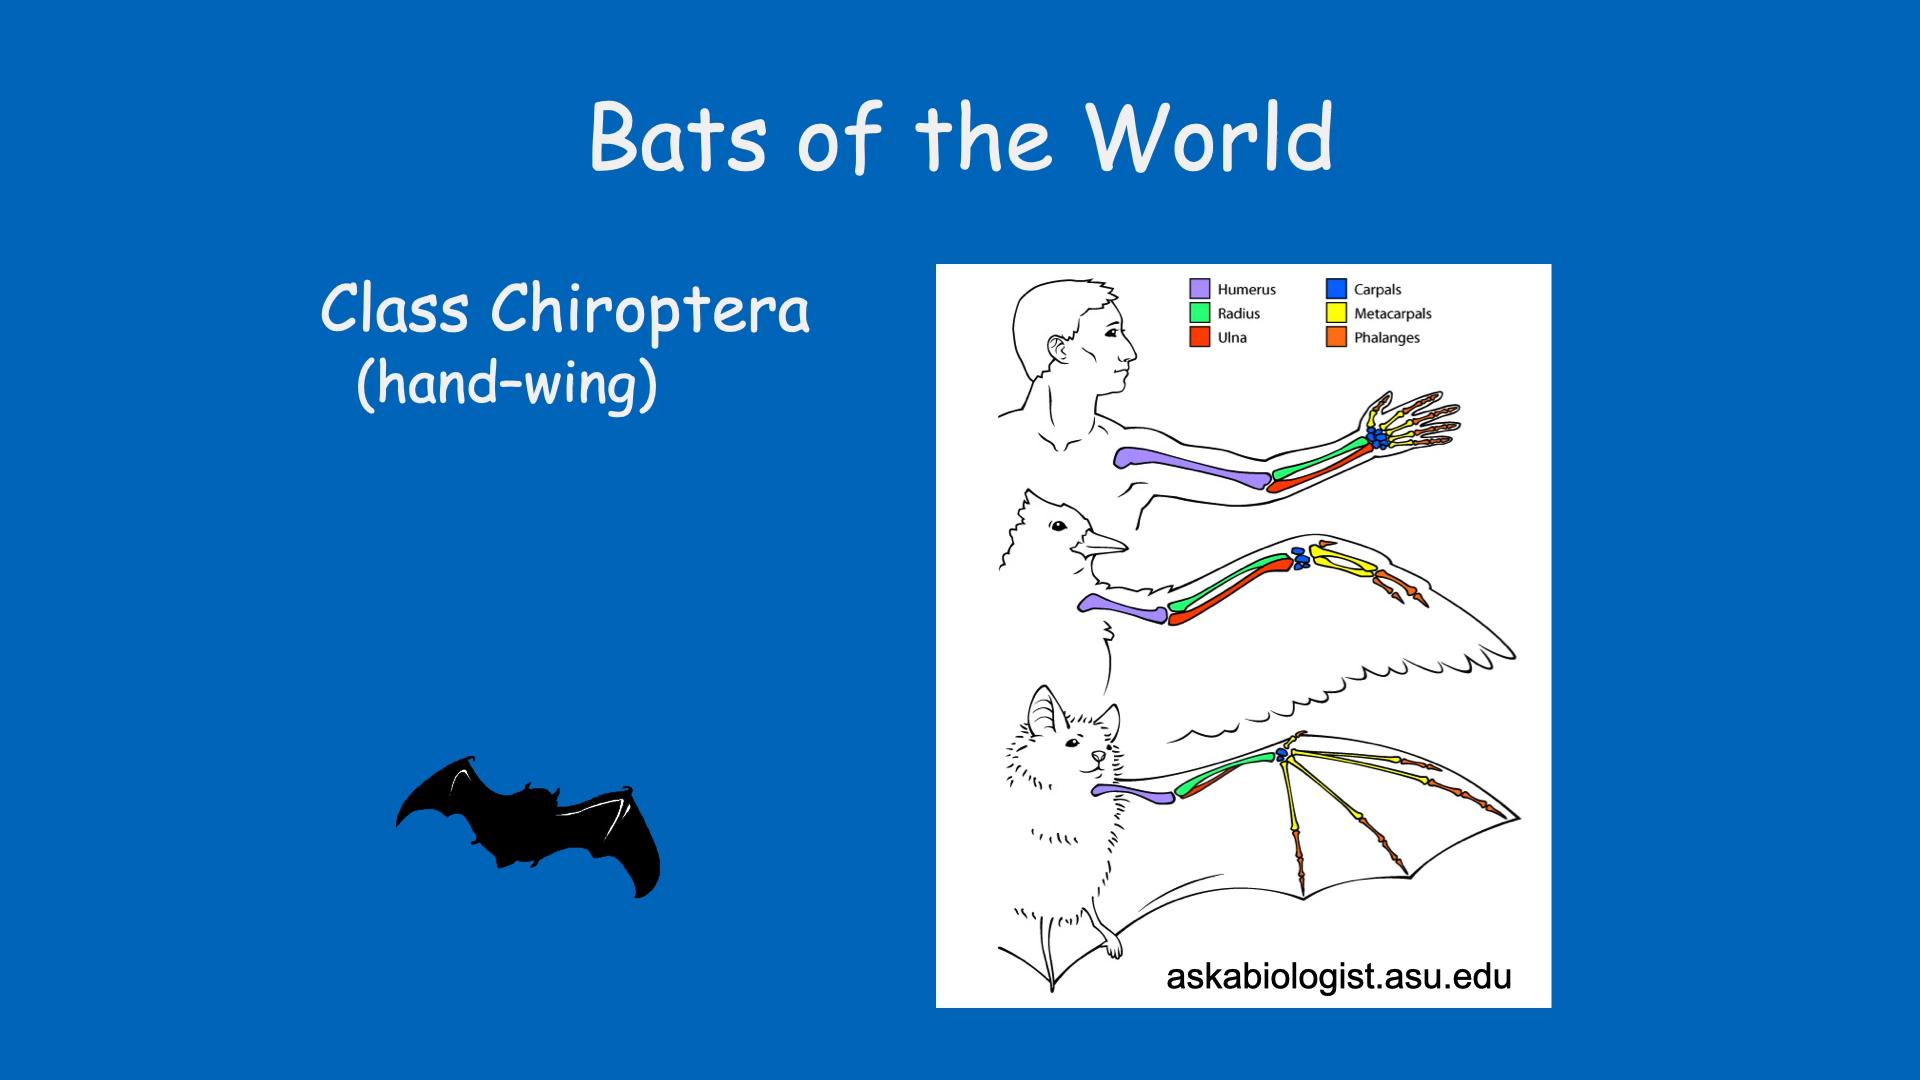 Bats of the World
Class Chiroptera
(hand-wing)
Humerus
Radius
Ulna
Carpals
Metacarpals
Phalanges
askabiologist.asu.edu